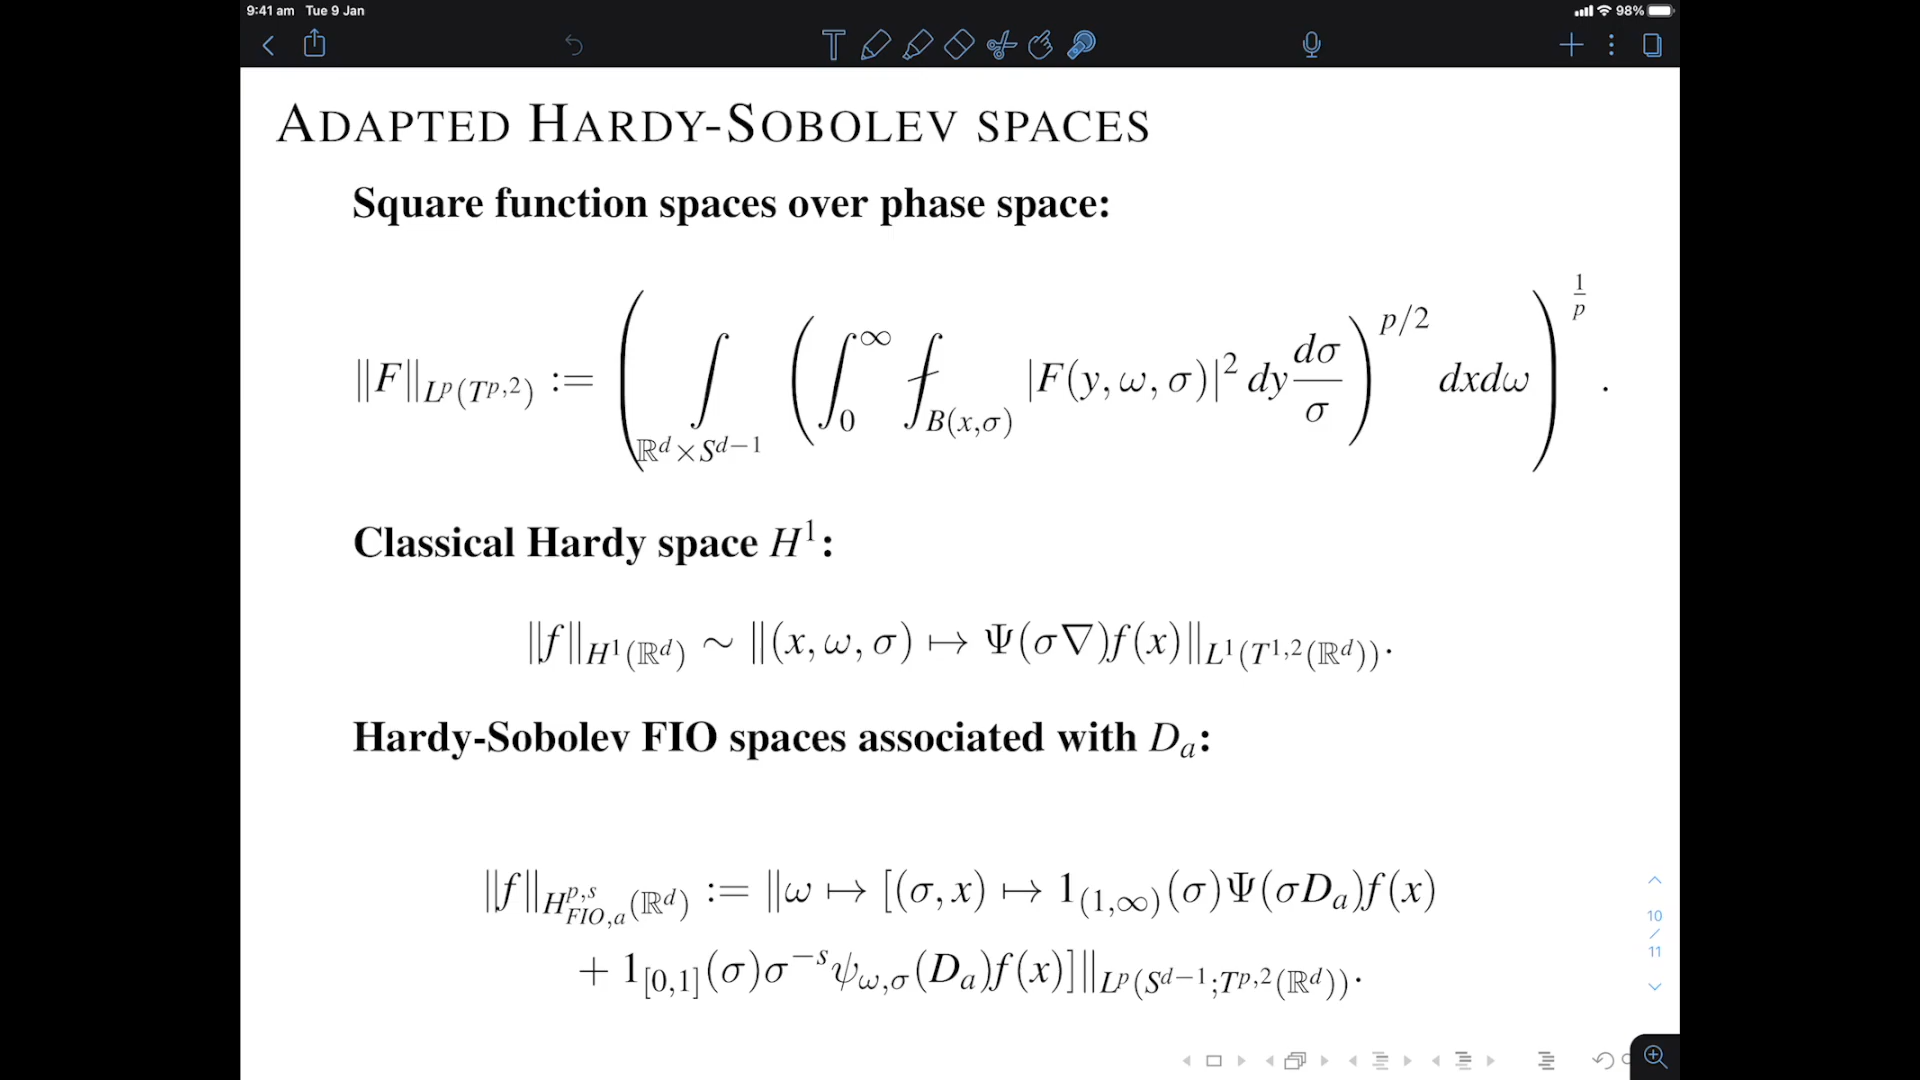 9:41 am Tue 9 Jan 98%
ADAPTED HARDY-SOBOLEV SPACES
Square function spaces over phase space:
‖F‖_{L^p(T^{p,2})} := ( ∫_{ℝ^d×S^{d−1}} ( ∫_0^∞ ⨍_{B(x,σ)} |F(y, ω, σ)|^2 dy dσ/σ )^{p/2} dxdω )^{1/p} .
Classical Hardy space H^1:
‖f‖_{H^1(ℝ^d)} ∼ ‖(x, ω, σ) ↦ Ψ(σ∇)f(x)‖_{L^1(T^{1,2}(ℝ^d))}.
Hardy-Sobolev FIO spaces associated with D_a:
‖f‖_{H^{p,s}_{FIO,a}(ℝ^d)} := ‖ω ↦ [(σ, x) ↦ 1_{(1,∞)}(σ)Ψ(σD_a)f(x)
+ 1_{[0,1]}(σ)σ^{−s}ψ_{ω,σ}(D_a)f(x)]‖_{L^p(S^{d−1};T^{p,2}(ℝ^d))}.
10
/
11